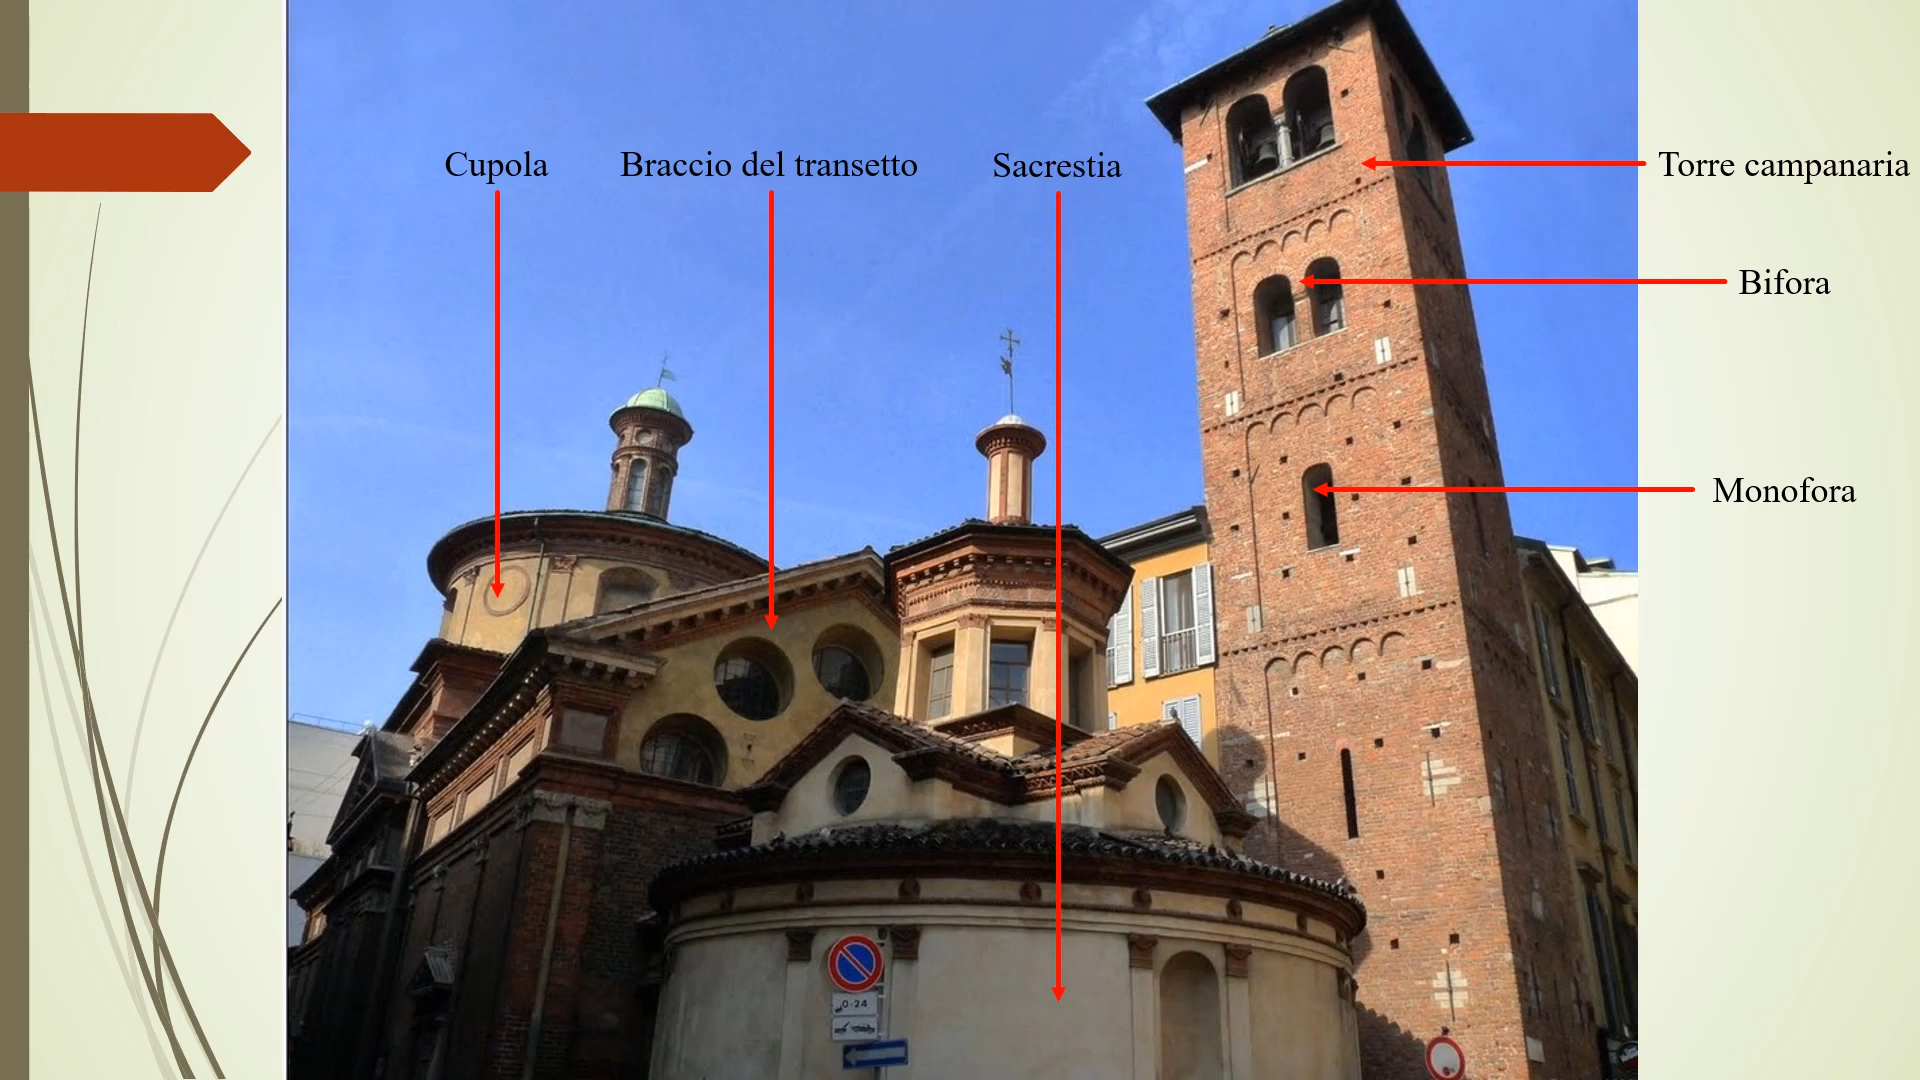 Cupola
Braccio del transetto
Sacrestia
Torre campanaria
Bifora
Monofora
0-24